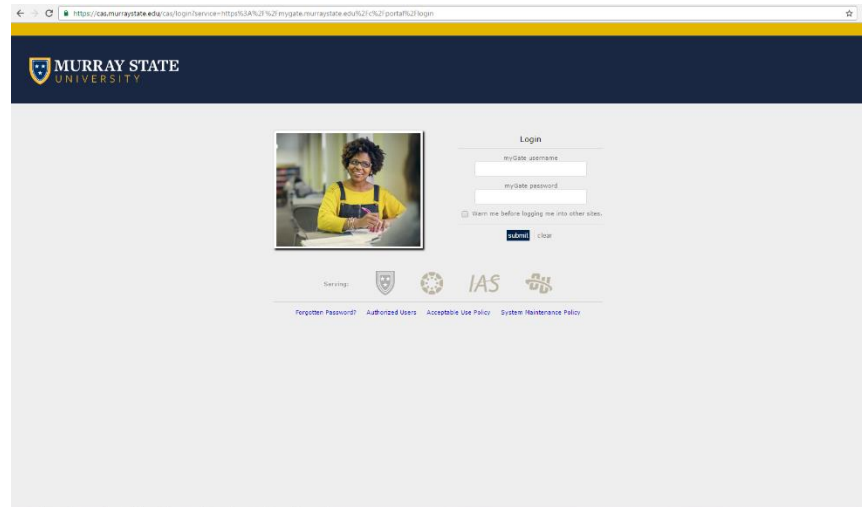 https://cas.murraystate.edu/cas/login?service=https%3A%2F%2Fmygate.murraystate.edu%2Fc%2Fportal%2Flogin
MURRAY STATE
UNIVERSITY
Login
myGate username
myGate password
Warn me before logging me into other sites.
submit clear
Serving: IAS
Forgotten Password? Authorized Users Acceptable Use Policy System Maintenance Policy